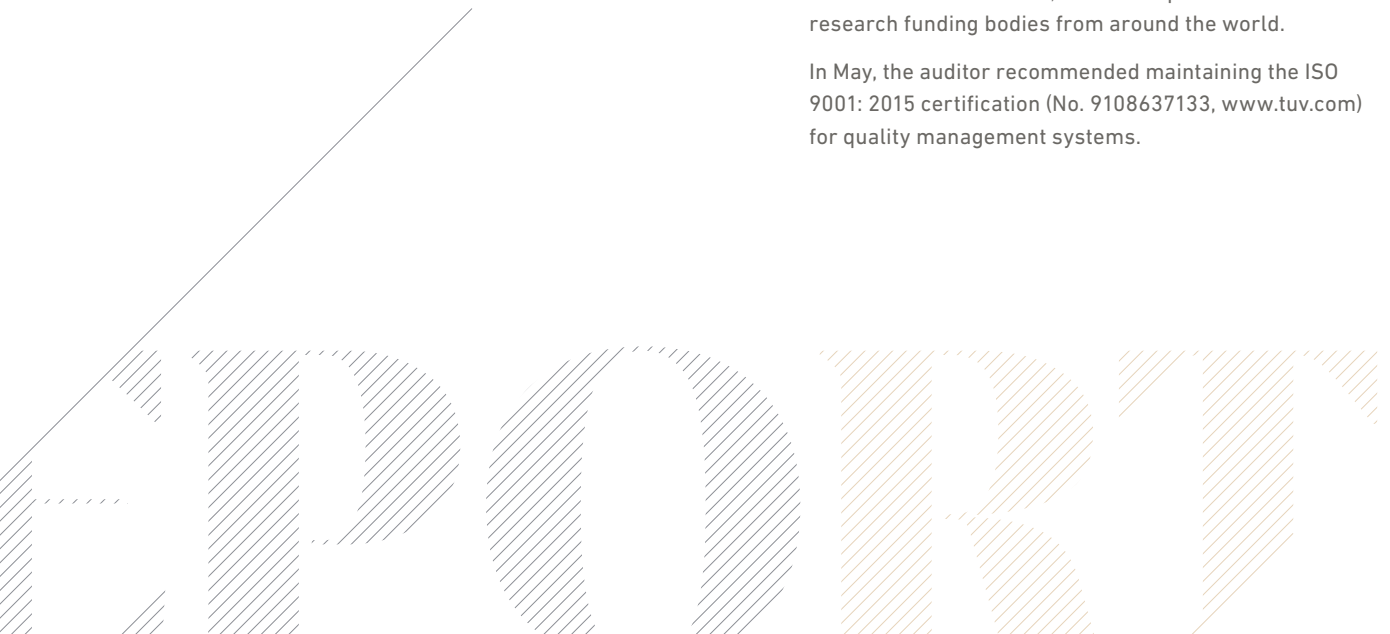 research funding bodies from around the world.
In May, the auditor recommended maintaining the ISO
9001: 2015 certification (No. 9108637133, www.tuv.com)
for quality management systems.
EPORT